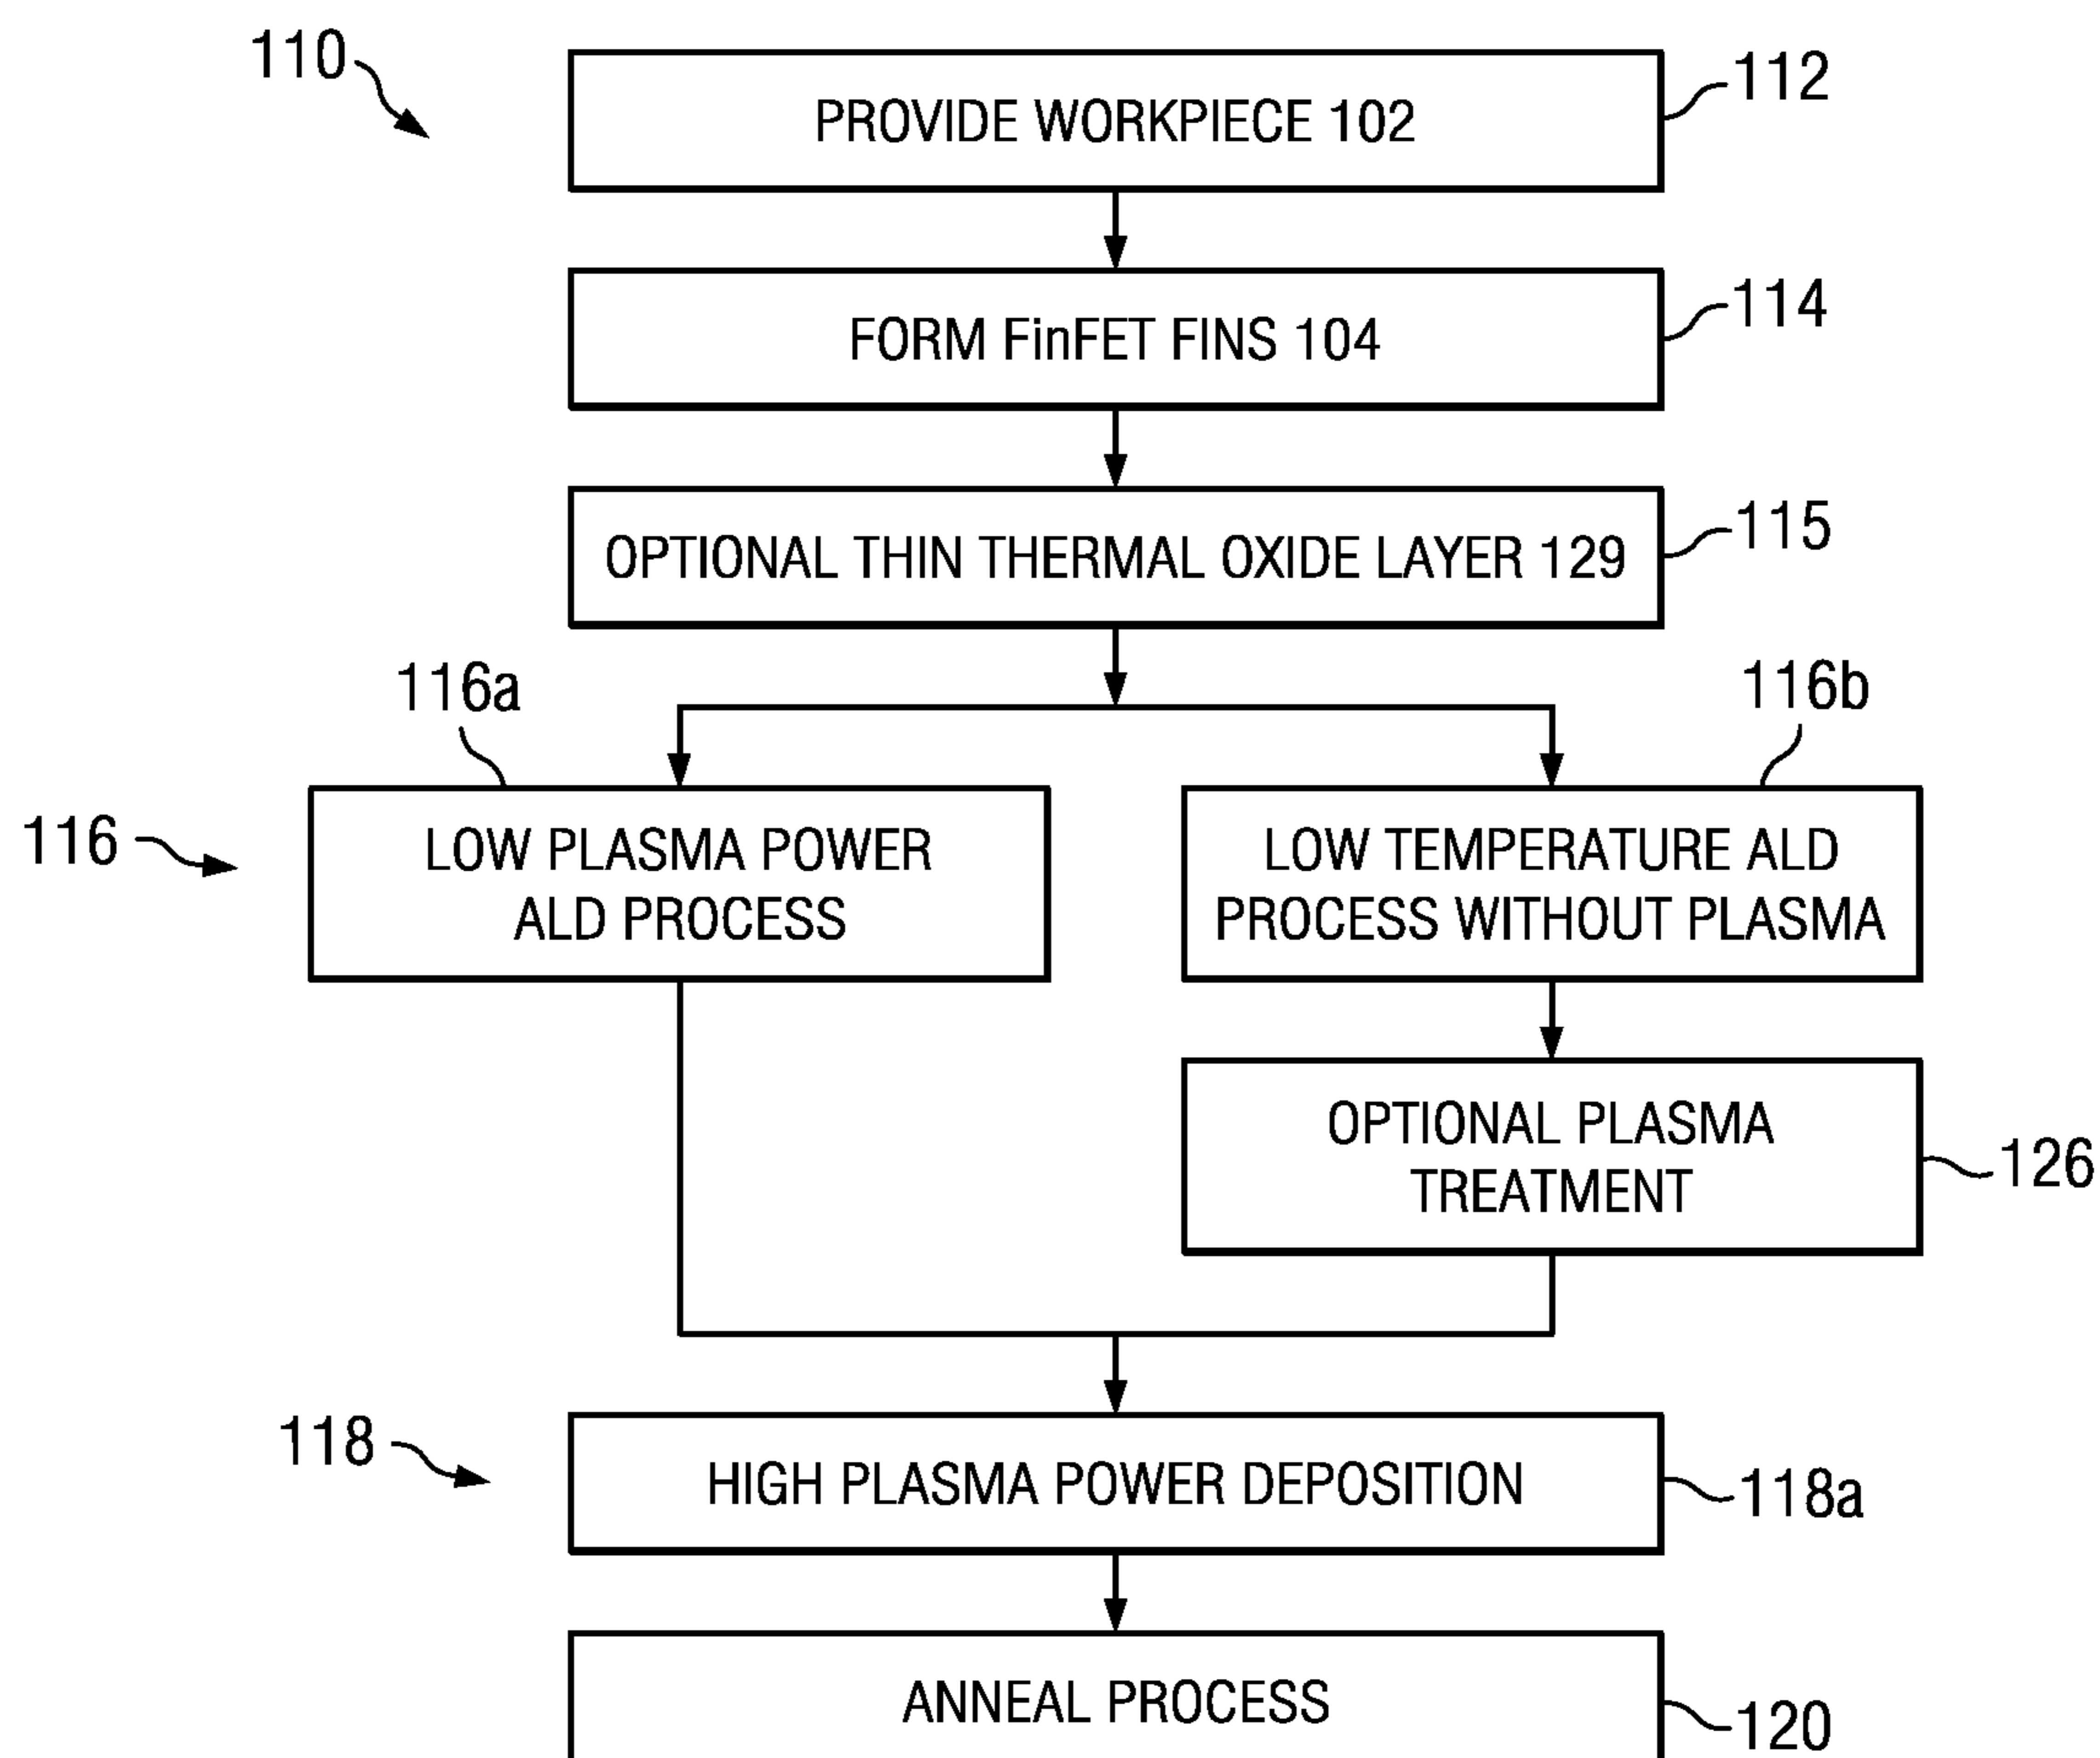 110
PROVIDE WORKPIECE 102
112
FORM FinFET FINS 104
114
OPTIONAL THIN THERMAL OXIDE LAYER 129
115
116a
116b
116
LOW PLASMA POWER
ALD PROCESS
LOW TEMPERATURE ALD
PROCESS WITHOUT PLASMA
OPTIONAL PLASMA
TREATMENT
126
118
HIGH PLASMA POWER DEPOSITION
118a
ANNEAL PROCESS
120